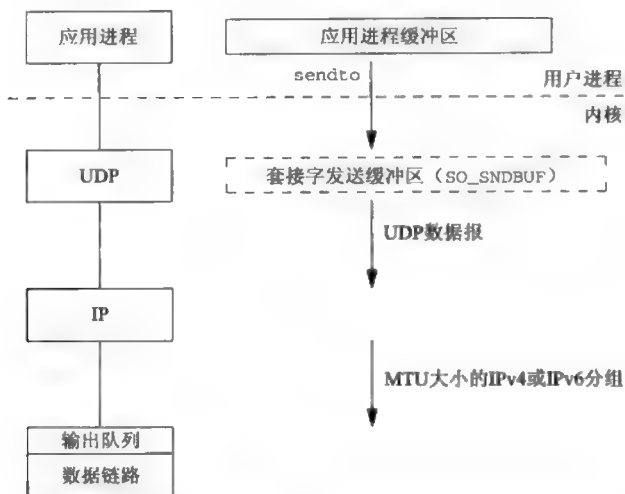 应用进程
应用进程缓冲区
sendto
用户进程
内核
UDP
套接字发送缓冲区（SO_SNDBUF）
UDP数据报
IP
MTU大小的IPv4或IPv6分组
输出队列
数据链路